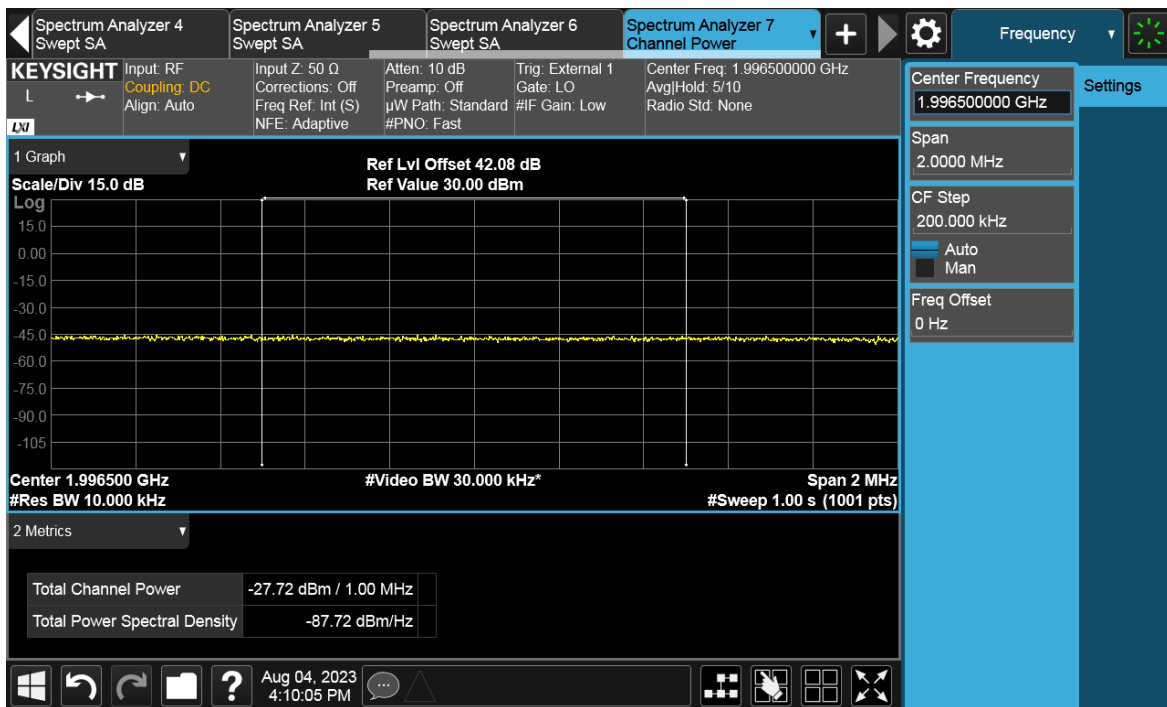 Spectrum Analyzer 4
Swept SA
Spectrum Analyzer 5
Swept SA
Spectrum Analyzer 6
Swept SA
Spectrum Analyzer 7
Channel Power
Frequency
KEYSIGHT
L
LXI
Input: RF
Coupling: DC
Align: Auto
Input Z: 50 Ω
Corrections: Off
Freq Ref: Int (S)
NFE: Adaptive
Atten: 10 dB
Preamp: Off
µW Path: Standard
#PNO: Fast
Trig: External 1
Gate: LO
#IF Gain: Low
Center Freq: 1.996500000 GHz
Avg|Hold: 5/10
Radio Std: None
Center Frequency
1.996500000 GHz
Settings
Span
2.0000 MHz
CF Step
200.000 kHz
Auto
Man
Freq Offset
0 Hz
1 Graph
Ref Lvl Offset 42.08 dB
Scale/Div 15.0 dB
Ref Value 30.00 dBm
Log
15.0
0.00
-15.0
-30.0
-45.0
-60.0
-75.0
-90.0
-105
Center 1.996500 GHz
#Video BW 30.000 kHz*
Span 2 MHz
#Res BW 10.000 kHz
#Sweep 1.00 s (1001 pts)
2 Metrics
Total Channel Power
-27.72 dBm / 1.00 MHz
Total Power Spectral Density
-87.72 dBm/Hz
?
Aug 04, 2023
4:10:05 PM